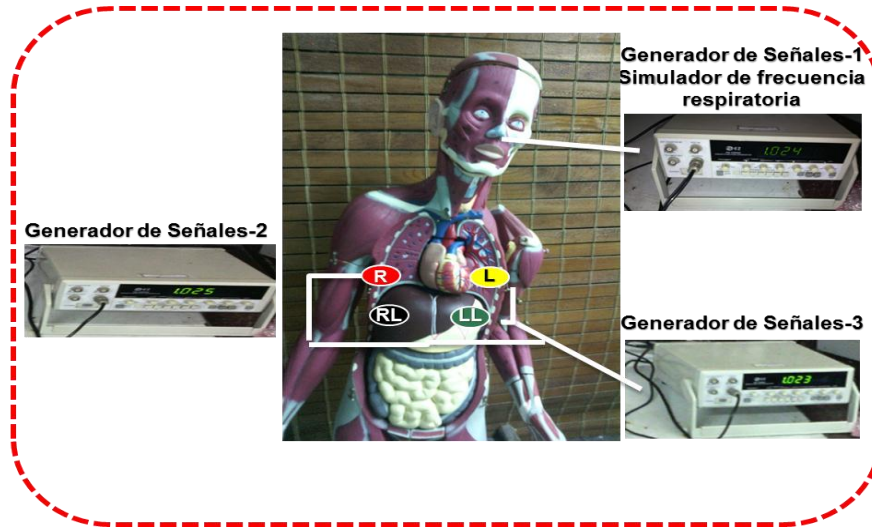 Generador de Señales-1
Simulador de frecuencia
respiratoria
1.024
Generador de Señales-2
1.025
R
L
RL
LL
Generador de Señales-3
1.023